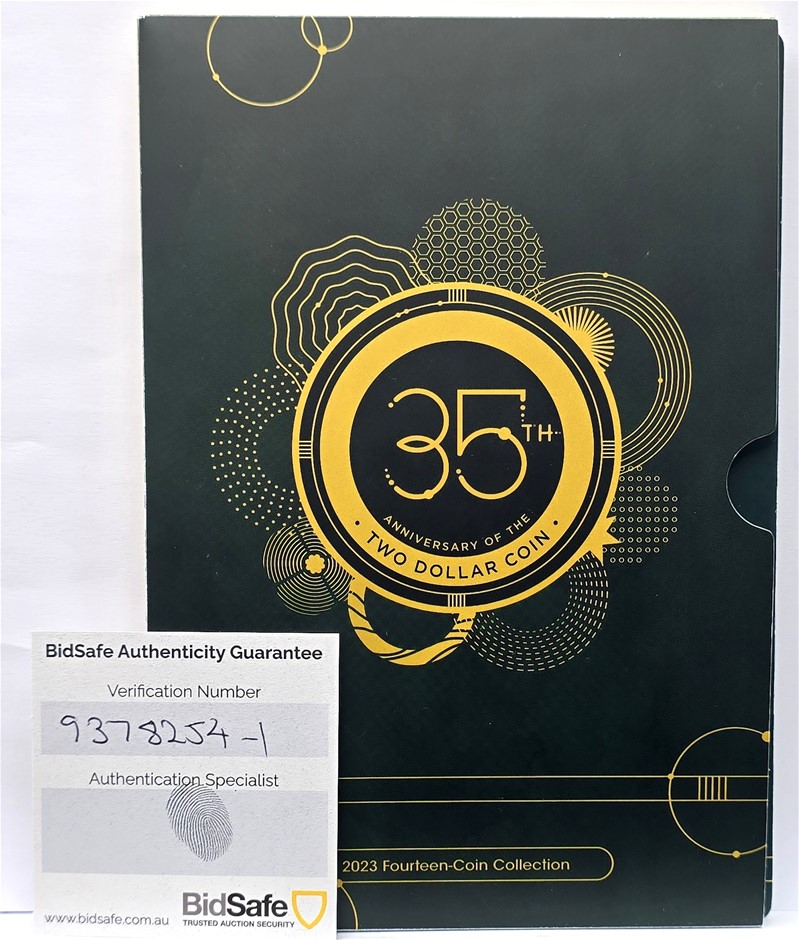 35TH
ANNIVERSARY OF THE
• TWO DOLLAR COIN •
2023 Fourteen-Coin Collection
BidSafe Authenticity Guarantee
Verification Number
9378254-1
Authentication Specialist
www.bidsafe.com.au
BidSafe
TRUSTED AUCTION SECURITY